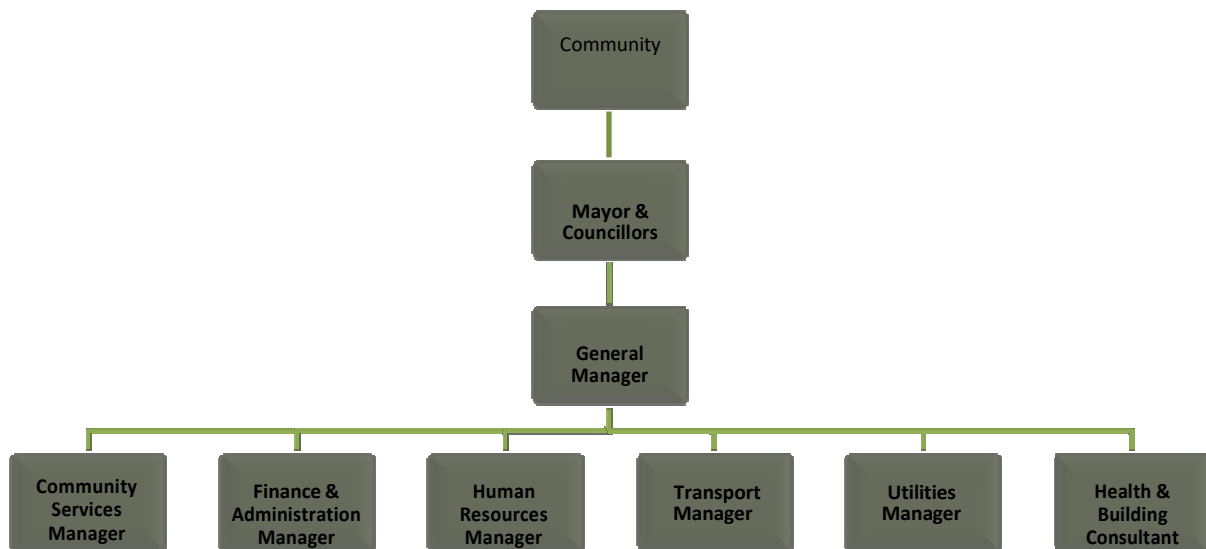 Community
Mayor &
Councillors
General
Manager
Community
Services
Manager
Finance &
Administration
Manager
Human
Resources
Manager
Transport
Manager
Utilities
Manager
Health &
Building
Consultant